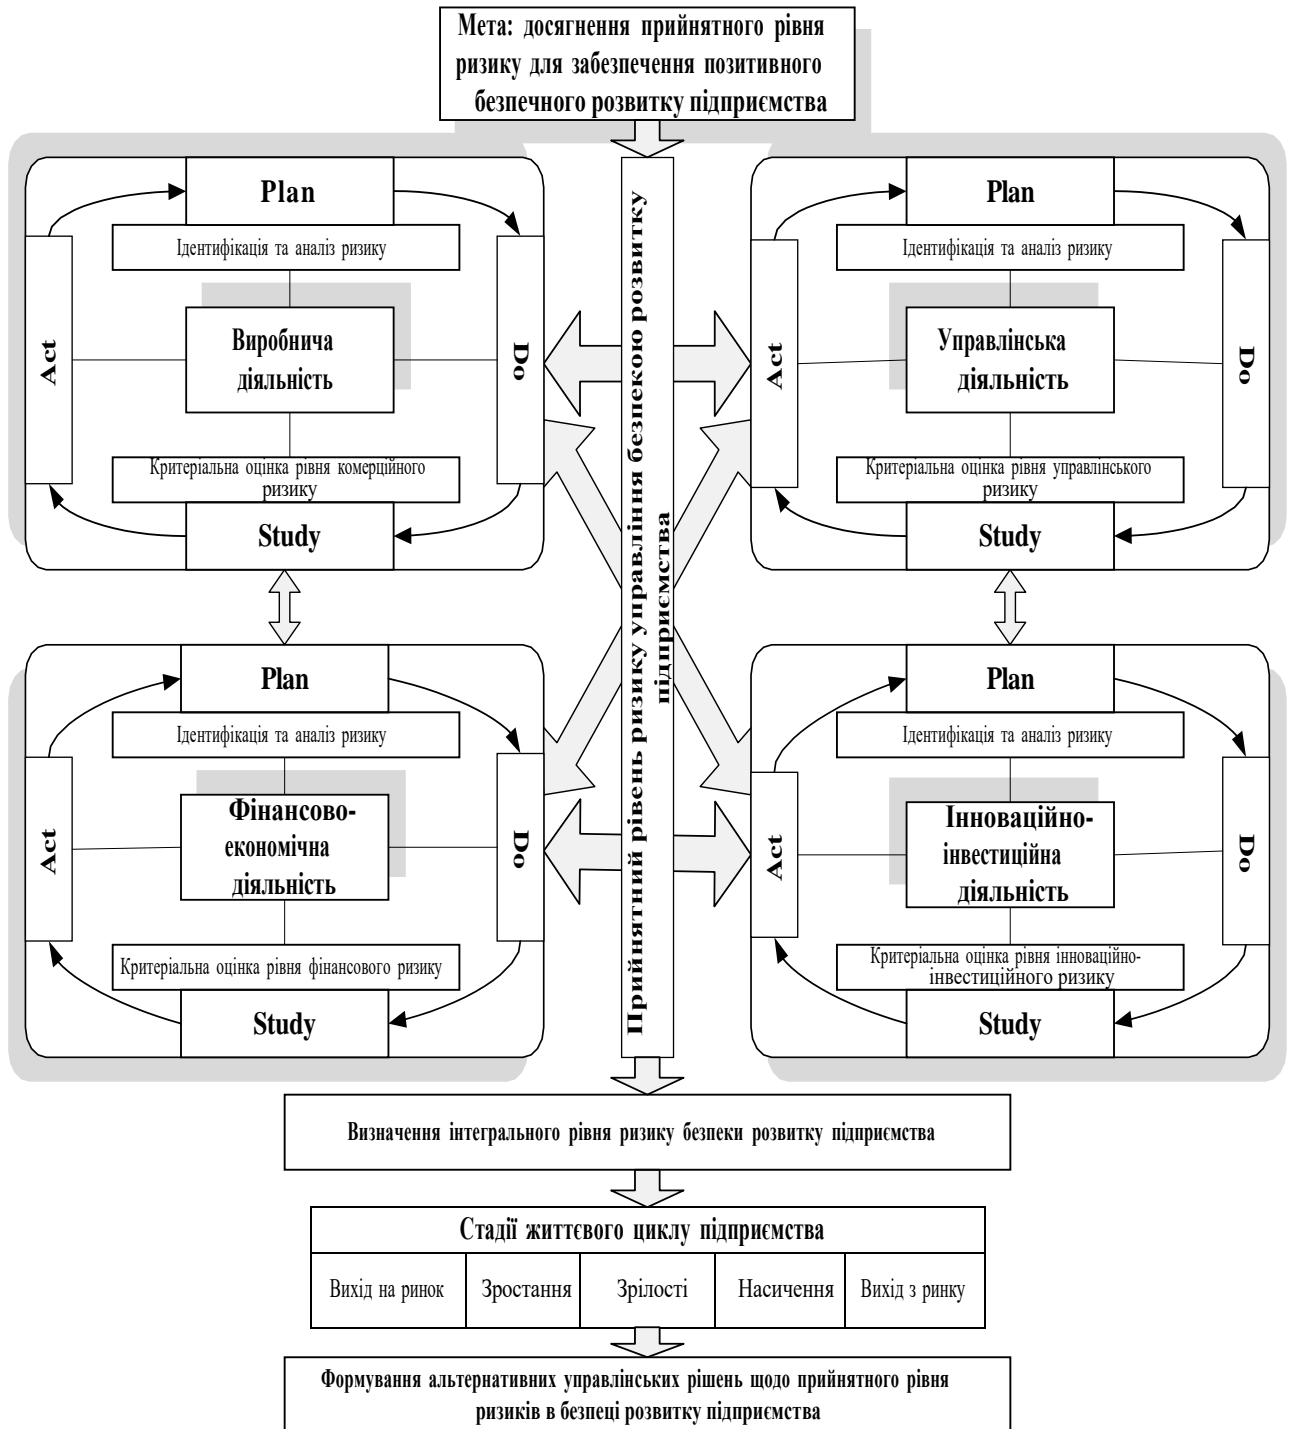 Мета: досягнення прийнятного рівня
ризику для забезпечення позитивного
безпечного розвитку підприємства
Plan
Ідентифікація та аналіз ризику
Act
Виробнича
діяльність
Do
Критеріальна оцінка рівня комерційного
ризику
Study
Прийнятний рівень ризику управління безпекою розвитку
підприємства
Plan
Ідентифікація та аналіз ризику
Act
Управлінська
діяльність
Do
Критеріальна оцінка рівня управлінського
ризику
Study
Plan
Ідентифікація та аналіз ризику
Act
Фінансово-
економічна
діяльність
Do
Критеріальна оцінка рівня фінансового ризику
Study
Plan
Ідентифікація та аналіз ризику
Act
Інноваційно-
інвестиційна
діяльність
Do
Критеріальна оцінка рівня інноваційно-
інвестиційного ризику
Study
Визначення інтегрального рівня ризику безпеки розвитку підприємства
Стадії життєвого циклу підприємства
Вихід на ринок
Зростання
Зрілості
Насичення
Вихід з ринку
Формування альтернативних управлінських рішень щодо прийнятного рівня
ризиків в безпеці розвитку підприємства